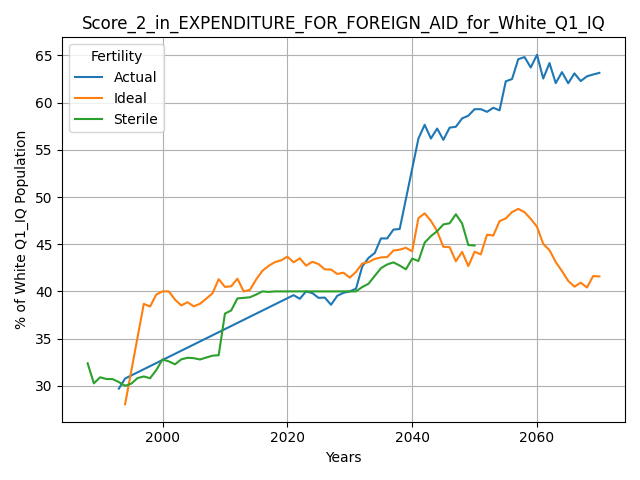 Score_2_in_EXPENDITURE_FOR_FOREIGN_AID_for_White_Q1_IQ
Fertility
Actual
Ideal
Sterile
65
60
55
50
45
40
35
30
% of White Q1_IQ Population
2000
2020
2040
2060
Years